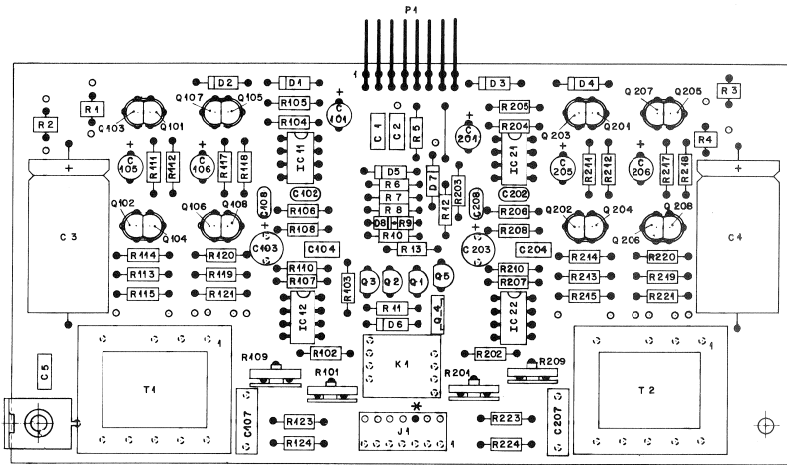 P1
1
D2
D1
D3
D4
Q107
Q105
R105
C101
R205
Q207
Q205
R3
R1
R2
Q103
Q101
R104
C1
C2
R5
C201
R204
Q203
Q201
R4
C105
R111
R112
C106
R117
R118
IC11
D5
D7
R203
IC21
C205
R211
R212
C206
R217
R218
R6
R7
R8
D8
R9
R10
R12
R13
C3
Q102
Q104
Q106
Q108
C108
C102
R106
R108
C103
C104
C208
C202
R206
R208
C203
C204
Q202
Q204
Q206
Q208
C4
R114
R113
R115
R120
R119
R121
R110
R107
R103
Q3
Q2
Q1
Q5
R210
R207
R214
R213
R215
R220
R219
R221
IC12
R11
D6
Q4
IC22
C5
T1
1
R109
R102
R101
K1
R202
R201
R209
T2
1
C107
R123
R124
*
J1
1
R223
R224
C207